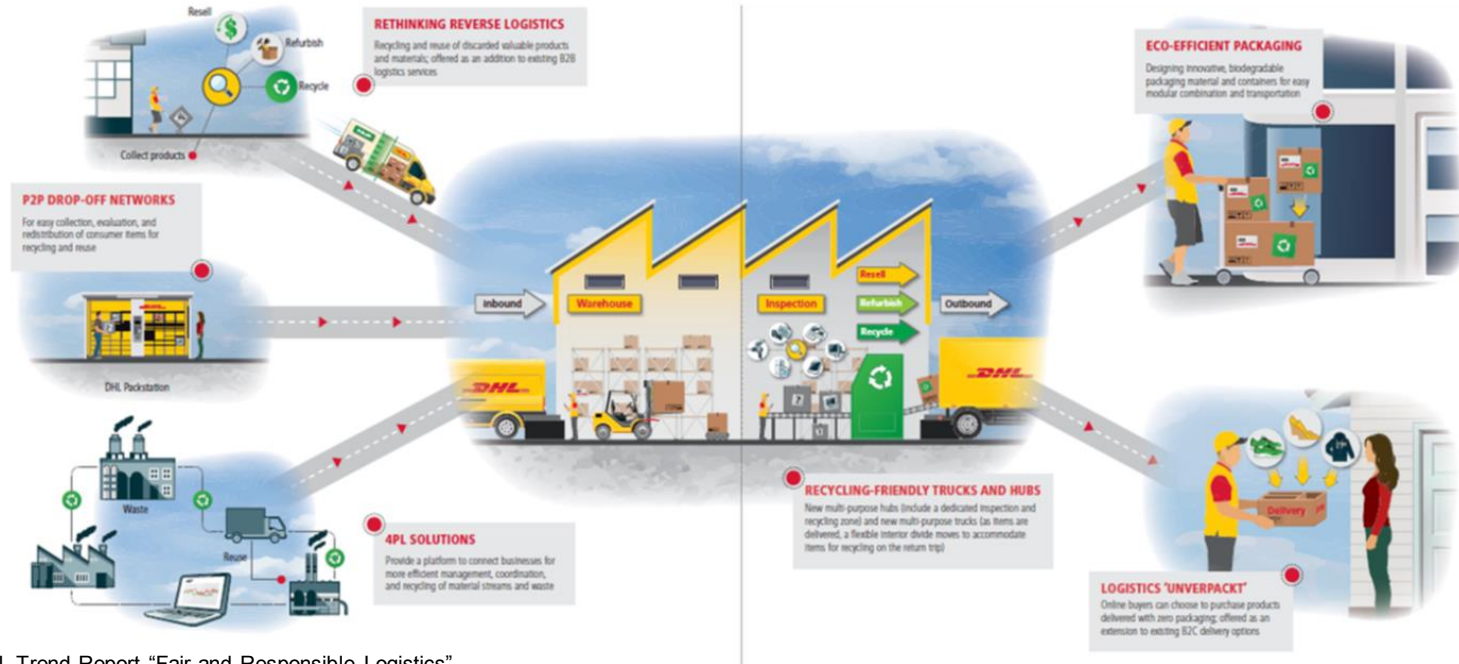 Resell
Refurbish
Recycle
Collect products
RETHINKING REVERSE LOGISTICS
Recycling and reuse of discarded valuable products
and materials; offered as an addition to existing B2B
logistics services
P2P DROP-OFF NETWORKS
For easy collection, evaluation, and
redistribution of consumer items for
recycling and reuse
DHL Packstation
Waste
Reuse
4PL SOLUTIONS
Provide a platform to connect businesses for
more efficient management, coordination,
and recycling of material streams and waste
Inbound
Warehouse
Inspection
Resell
Refurbish
Recycle
Outbound
DHL
DHL
RECYCLING-FRIENDLY TRUCKS AND HUBS
New multi-purpose hubs (include a dedicated inspection and
recycling zone) and new multi-purpose trucks (as items are
delivered, a flexible interior divide moves to accommodate
items for recycling on the return trip)
ECO-EFFICIENT PACKAGING
Designing innovative, biodegradable
packaging material and containers for easy
modular combination and transportation
Delivery
LOGISTICS 'UNVERPACKT'
Online buyers can choose to purchase products
delivered with zero packaging; offered as an
extension to existing B2C delivery options
Trend Report "Fair and Responsible Logistics"